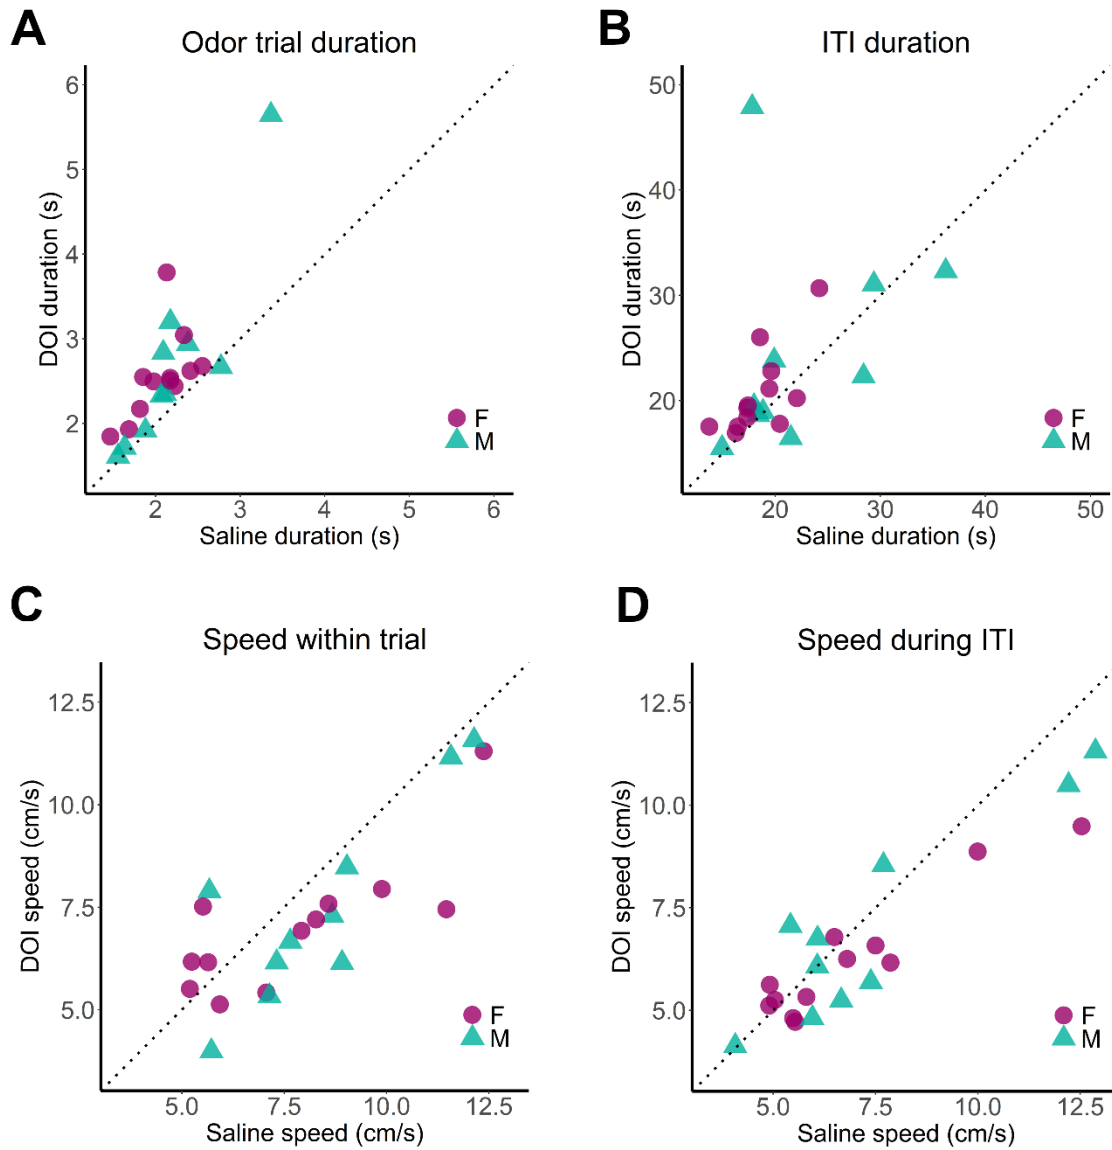 A
Odor trial duration
DOI duration (s)
6
5
4
3
2
2 3 4 5 6
Saline duration (s)
F
M
B
ITI duration
DOI duration (s)
50
40
30
20
20 30 40 50
Saline duration (s)
F
M
C
Speed within trial
DOI speed (cm/s)
12.5
10.0
7.5
5.0
5.0 7.5 10.0 12.5
Saline speed (cm/s)
F
M
D
Speed during ITI
DOI speed (cm/s)
12.5
10.0
7.5
5.0
5.0 7.5 10.0 12.5
Saline speed (cm/s)
F
M